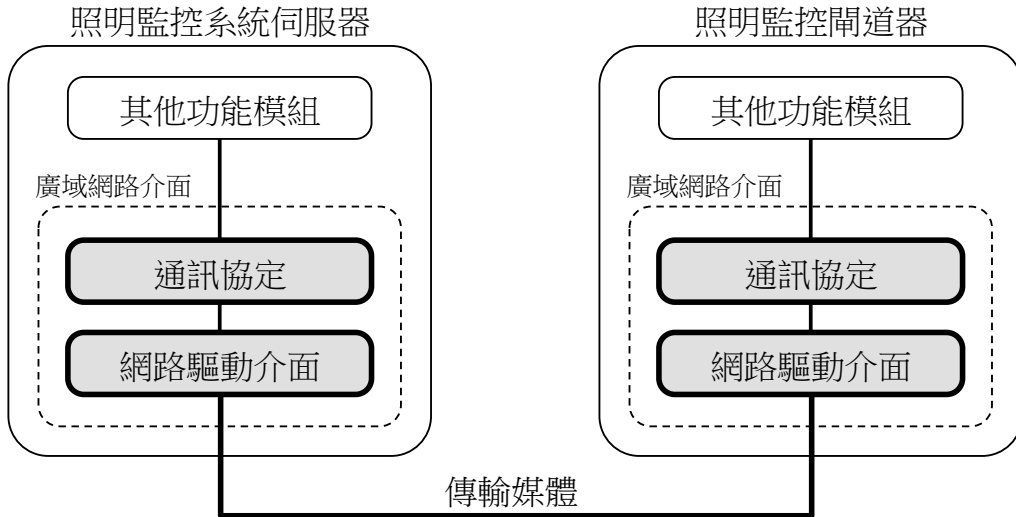 照明監控系統伺服器
其他功能模組
廣域網路介面
通訊協定
網路驅動介面
照明監控閘道器
其他功能模組
廣域網路介面
通訊協定
網路驅動介面
傳輸媒體